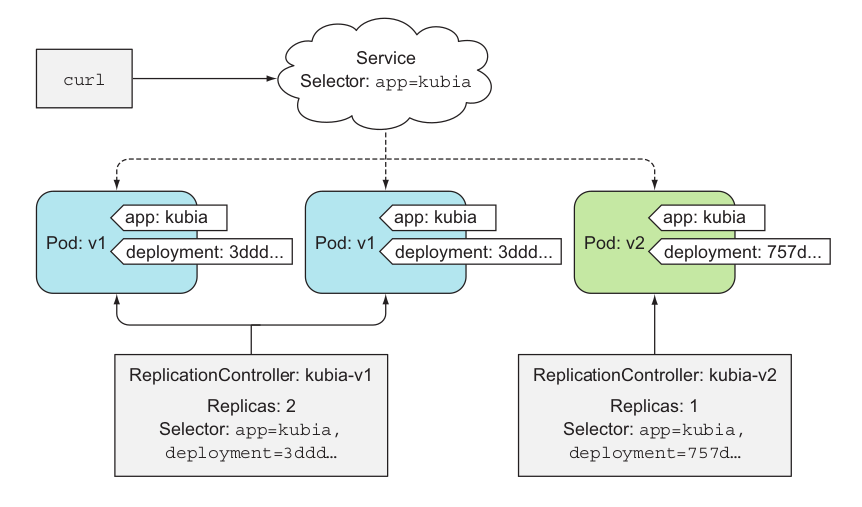 curl
Service
Selector: app=kubia
Pod: v1
app: kubia
deployment: 3ddd...
Pod: v1
app: kubia
deployment: 3ddd...
Pod: v2
app: kubia
deployment: 757d...
ReplicationController: kubia-v1
Replicas: 2
Selector: app=kubia,
deployment=3ddd…
ReplicationController: kubia-v2
Replicas: 1
Selector: app=kubia,
deployment=757d…